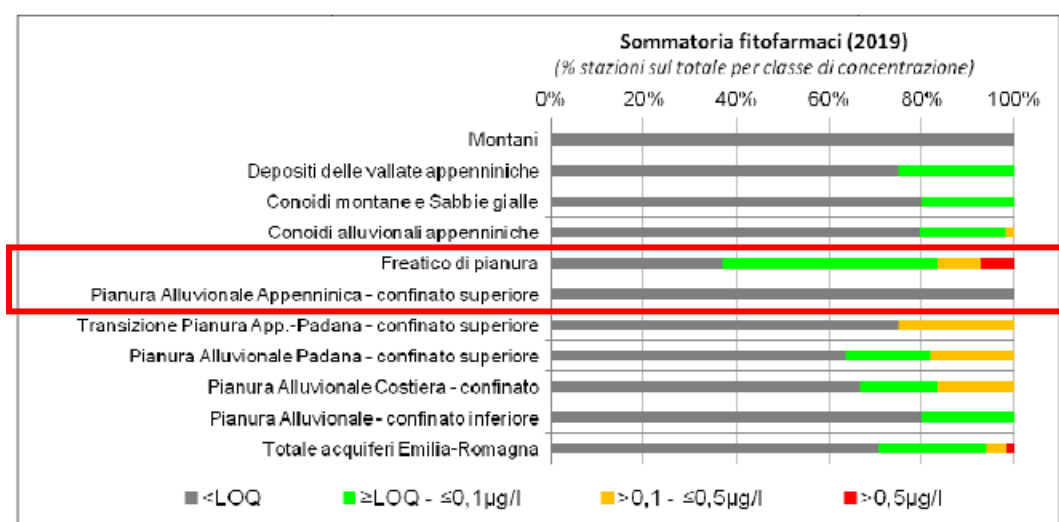 Sommatoria fitofarmaci (2019)
(% stazioni sul totale per classe di concentrazione)
0% 20% 40% 60% 80% 100%
Montani
Depositi delle vallate appenniniche
Conoidi montane e Sabbie gialle
Conoidi alluvionali appenniniche
Freatico di pianura
Pianura Alluvionale Appenninica - confinato superiore
Transizione Pianura App.-Padana - confinato superiore
Pianura Alluvionale Padana - confinato superiore
Pianura Alluvionale Costiera - confinato
Pianura Alluvionale - confinato inferiore
Totale acquiferi Emilia-Romagna
<LOQ ≥LOQ - ≤0,1µg/l >0,1 - ≤0,5µg/l >0,5µg/l